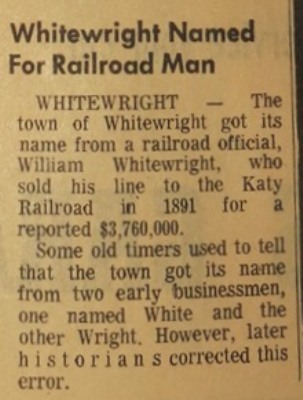 Whitewright Named
For Railroad Man
WHITEWRIGHT — The
town of Whitewright got its
name from a railroad official,
William Whitewright, who
sold his line to the Katy
Railroad in 1891 for a
reported $3,760,000.
Some old timers used to tell
that the town got its name
from two early businessmen,
one named White and the
other Wright. However, later
historians corrected this
error.